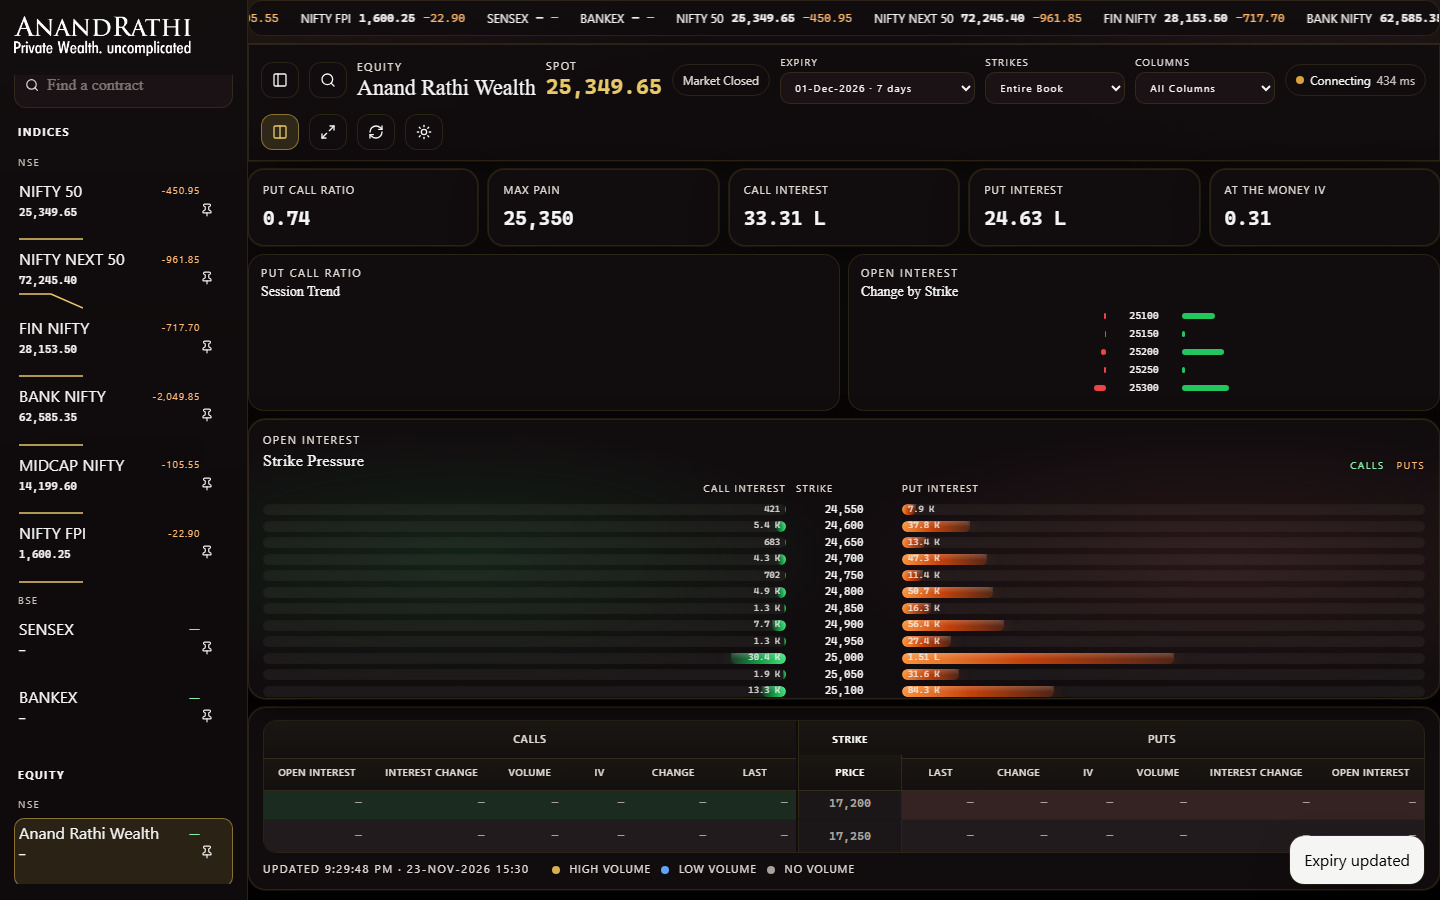 ANANDRATHI
Private Wealth. uncomplicated
5.55 NIFTY FPI 1,600.25 −22.90 SENSEX — — BANKEX — — NIFTY 50 25,349.65 −450.95 NIFTY NEXT 50 72,245.40 −961.85 FIN NIFTY 28,153.50 −717.70 BANK NIFTY 62,585.35
Find a contract
INDICES
NSE
NIFTY 50 -450.95
25,349.65
NIFTY NEXT 50 -961.85
72,245.40
FIN NIFTY -717.70
28,153.50
BANK NIFTY -2,049.85
62,585.35
MIDCAP NIFTY -105.55
14,199.60
NIFTY FPI -22.90
1,600.25
BSE
SENSEX —
—
BANKEX —
—
EQUITY
NSE
Anand Rathi Wealth —
—
EQUITY
Anand Rathi Wealth
SPOT
25,349.65
Market Closed
EXPIRY
01-Dec-2026 · 7 days
STRIKES
Entire Book
COLUMNS
All Columns
Connecting 434 ms
PUT CALL RATIO
0.74
MAX PAIN
25,350
CALL INTEREST
33.31 L
PUT INTEREST
24.63 L
AT THE MONEY IV
0.31
PUT CALL RATIO
Session Trend
OPEN INTEREST
Change by Strike
25100
25150
25200
25250
25300
OPEN INTEREST
Strike Pressure
CALLS PUTS
CALL INTEREST STRIKE PUT INTEREST
421 24,550 7.9 K
5.4 K 24,600 37.8 K
683 24,650 13.4 K
4.3 K 24,700 47.3 K
702 24,750 11.4 K
4.9 K 24,800 50.7 K
1.3 K 24,850 16.3 K
7.7 K 24,900 56.4 K
1.3 K 24,950 27.4 K
30.4 K 25,000 1.51 L
1.9 K 25,050 31.6 K
13.3 K 25,100 84.3 K
CALLS STRIKE PUTS
OPEN INTEREST INTEREST CHANGE VOLUME IV CHANGE LAST PRICE LAST CHANGE IV VOLUME INTEREST CHANGE OPEN INTEREST
— — — — — — 17,200 — — — — — —
— — — — — — 17,250 — — — — — —
UPDATED 9:29:48 PM · 23-NOV-2026 15:30 HIGH VOLUME LOW VOLUME NO VOLUME
Expiry updated